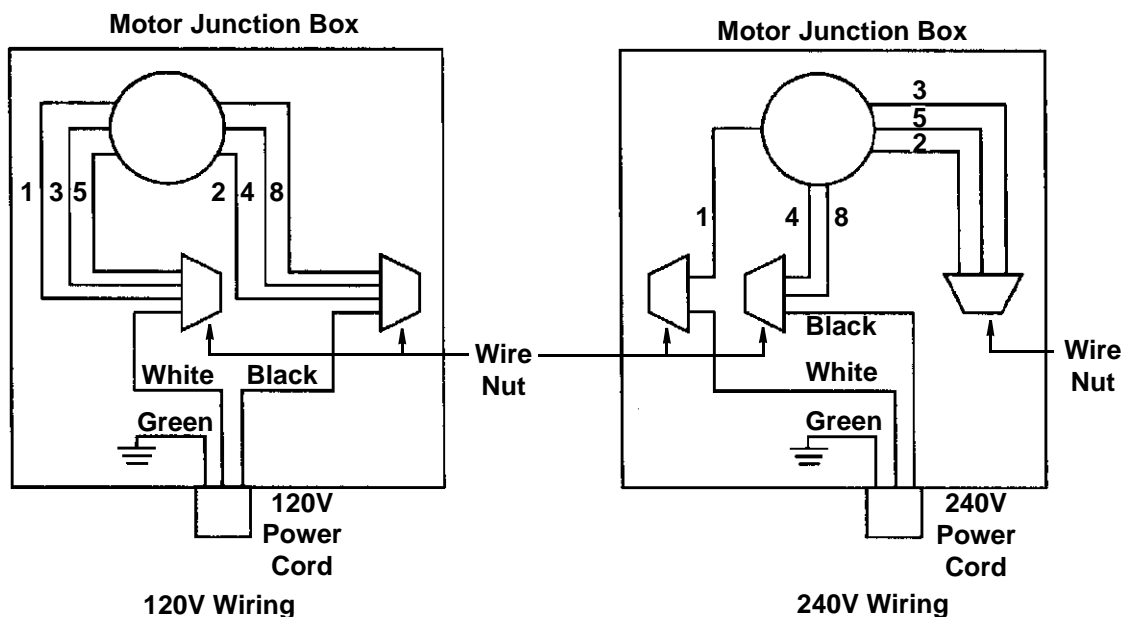 Motor Junction Box
1 3 5 2 4 8
White Black
Green
120V
Power
Cord
120V Wiring
Wire
Nut
Motor Junction Box
3
5
2
1 4 8
Black
White
Green
240V
Power
Cord
240V Wiring
Wire
Nut